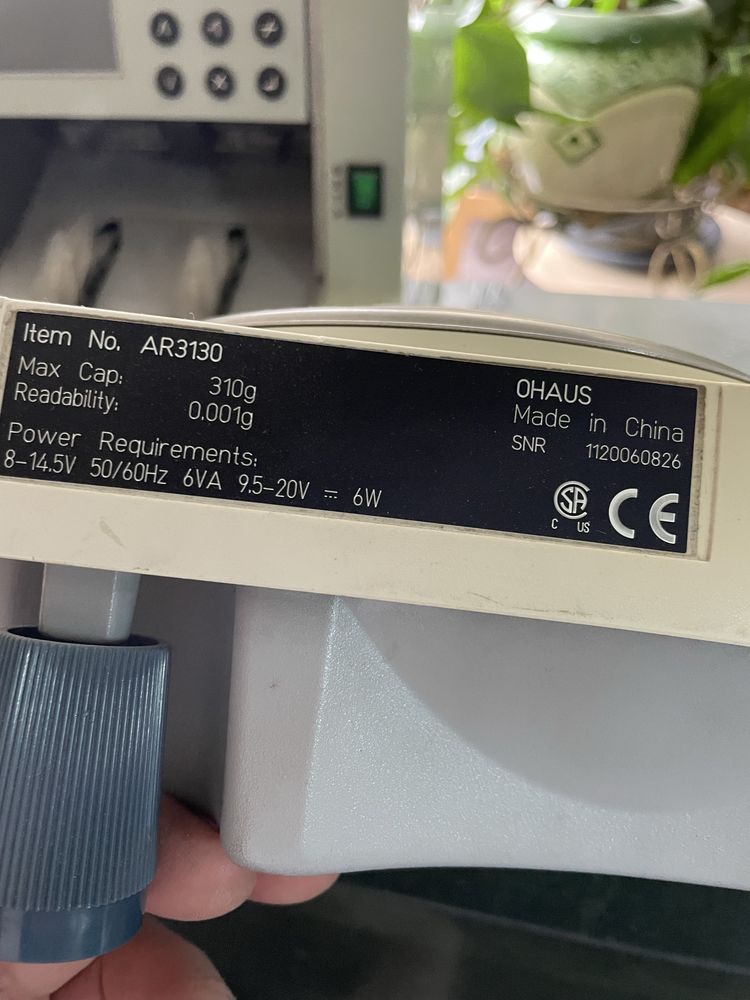 Item No. AR3130
Max Cap: 310g
Readability: 0.001g
Power Requirements:
8-14.5V 50/60Hz 6VA 9.5-20V ⎓ 6W
OHAUS
Made in China
SNR 1120060826
SA
C US
CE